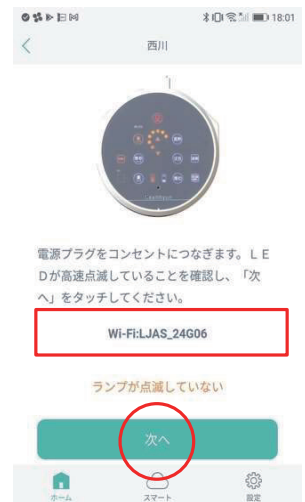 18:01
西川
電源プラグをコンセントにつなぎます。LE
Dが高速点滅していることを確認し、「次
へ」をタッチしてください。
Wi-Fi:LJAS_24G06
ランプが点滅していない
次へ
ホーム
スマート
設定